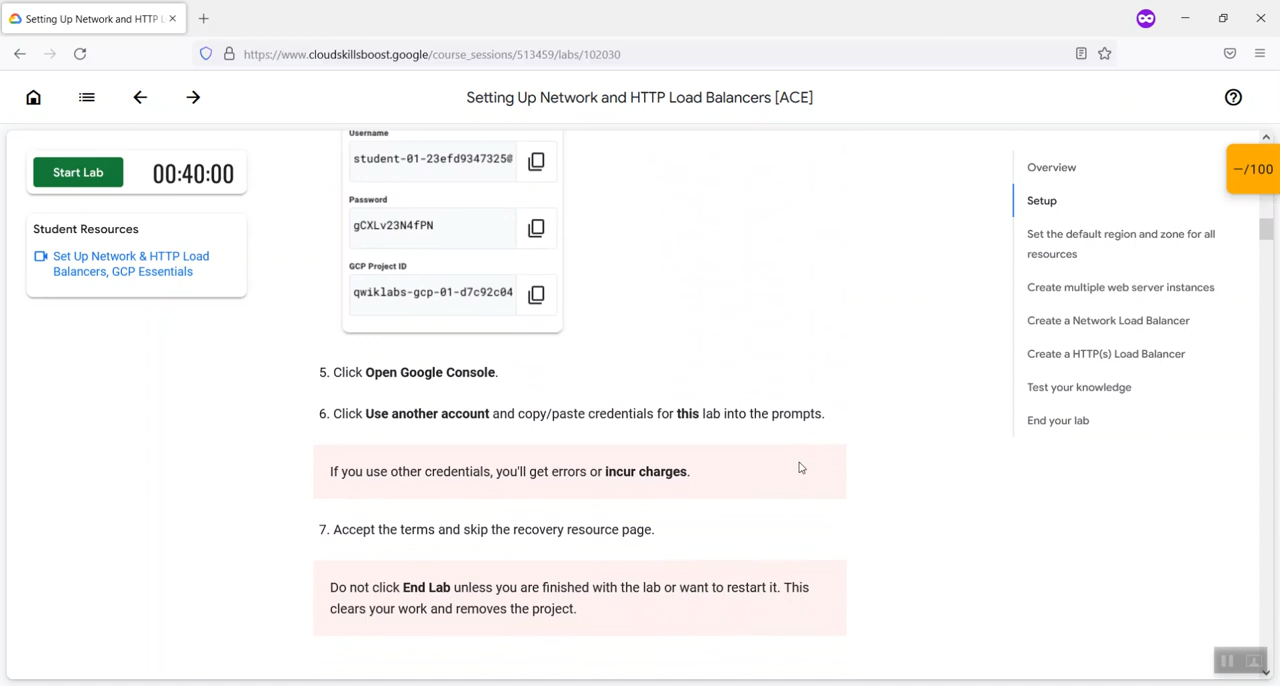 Setting Up Network and HTTP L
https://www.cloudskillsboost.google/course_sessions/513459/labs/102030
Setting Up Network and HTTP Load Balancers [ACE]
Start Lab
00:40:00
Student Resources
Set Up Network & HTTP Load
Balancers, GCP Essentials
Username
student-01-23efd9347325@
Password
gCXLv23N4fPN
GCP Project ID
qwiklabs-gcp-01-d7c92c04
5. Click Open Google Console.
6. Click Use another account and copy/paste credentials for this lab into the prompts.
If you use other credentials, you'll get errors or incur charges.
7. Accept the terms and skip the recovery resource page.
Do not click End Lab unless you are finished with the lab or want to restart it. This
clears your work and removes the project.
Overview
Setup
Set the default region and zone for all
resources
Create multiple web server instances
Create a Network Load Balancer
Create a HTTP(s) Load Balancer
Test your knowledge
End your lab
–/100